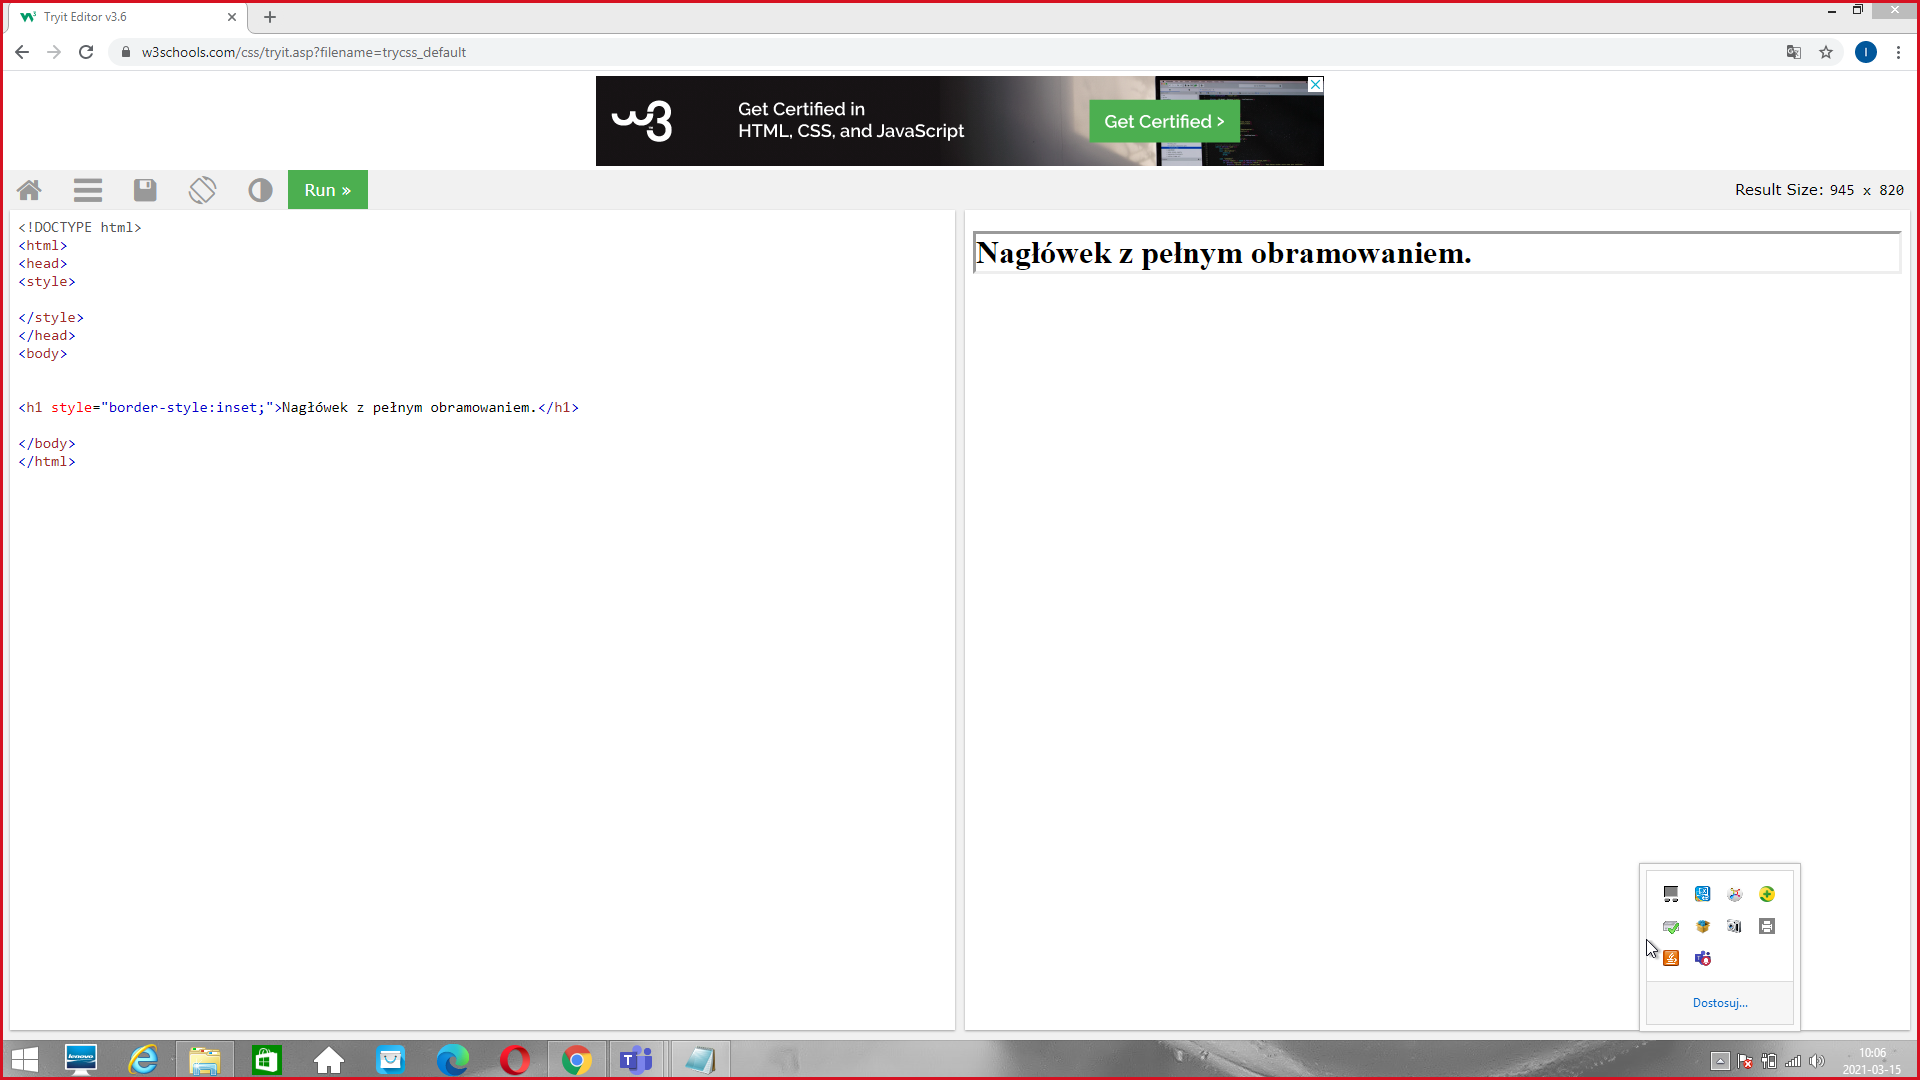 Tryit Editor v3.6
w3schools.com/css/tryit.asp?filename=trycss_default
I
w3
Get Certified in
HTML, CSS, and JavaScript
Get Certified >
Run »
Result Size: 945 x 820
<!DOCTYPE html>
<html>
<head>
<style>
</style>
</head>
<body>
<h1 style="border-style:inset;">Nagłówek z pełnym obramowaniem.</h1>
</body>
</html>
Nagłówek z pełnym obramowaniem.
Dostosuj...
lenovo
10:06
2021-03-15